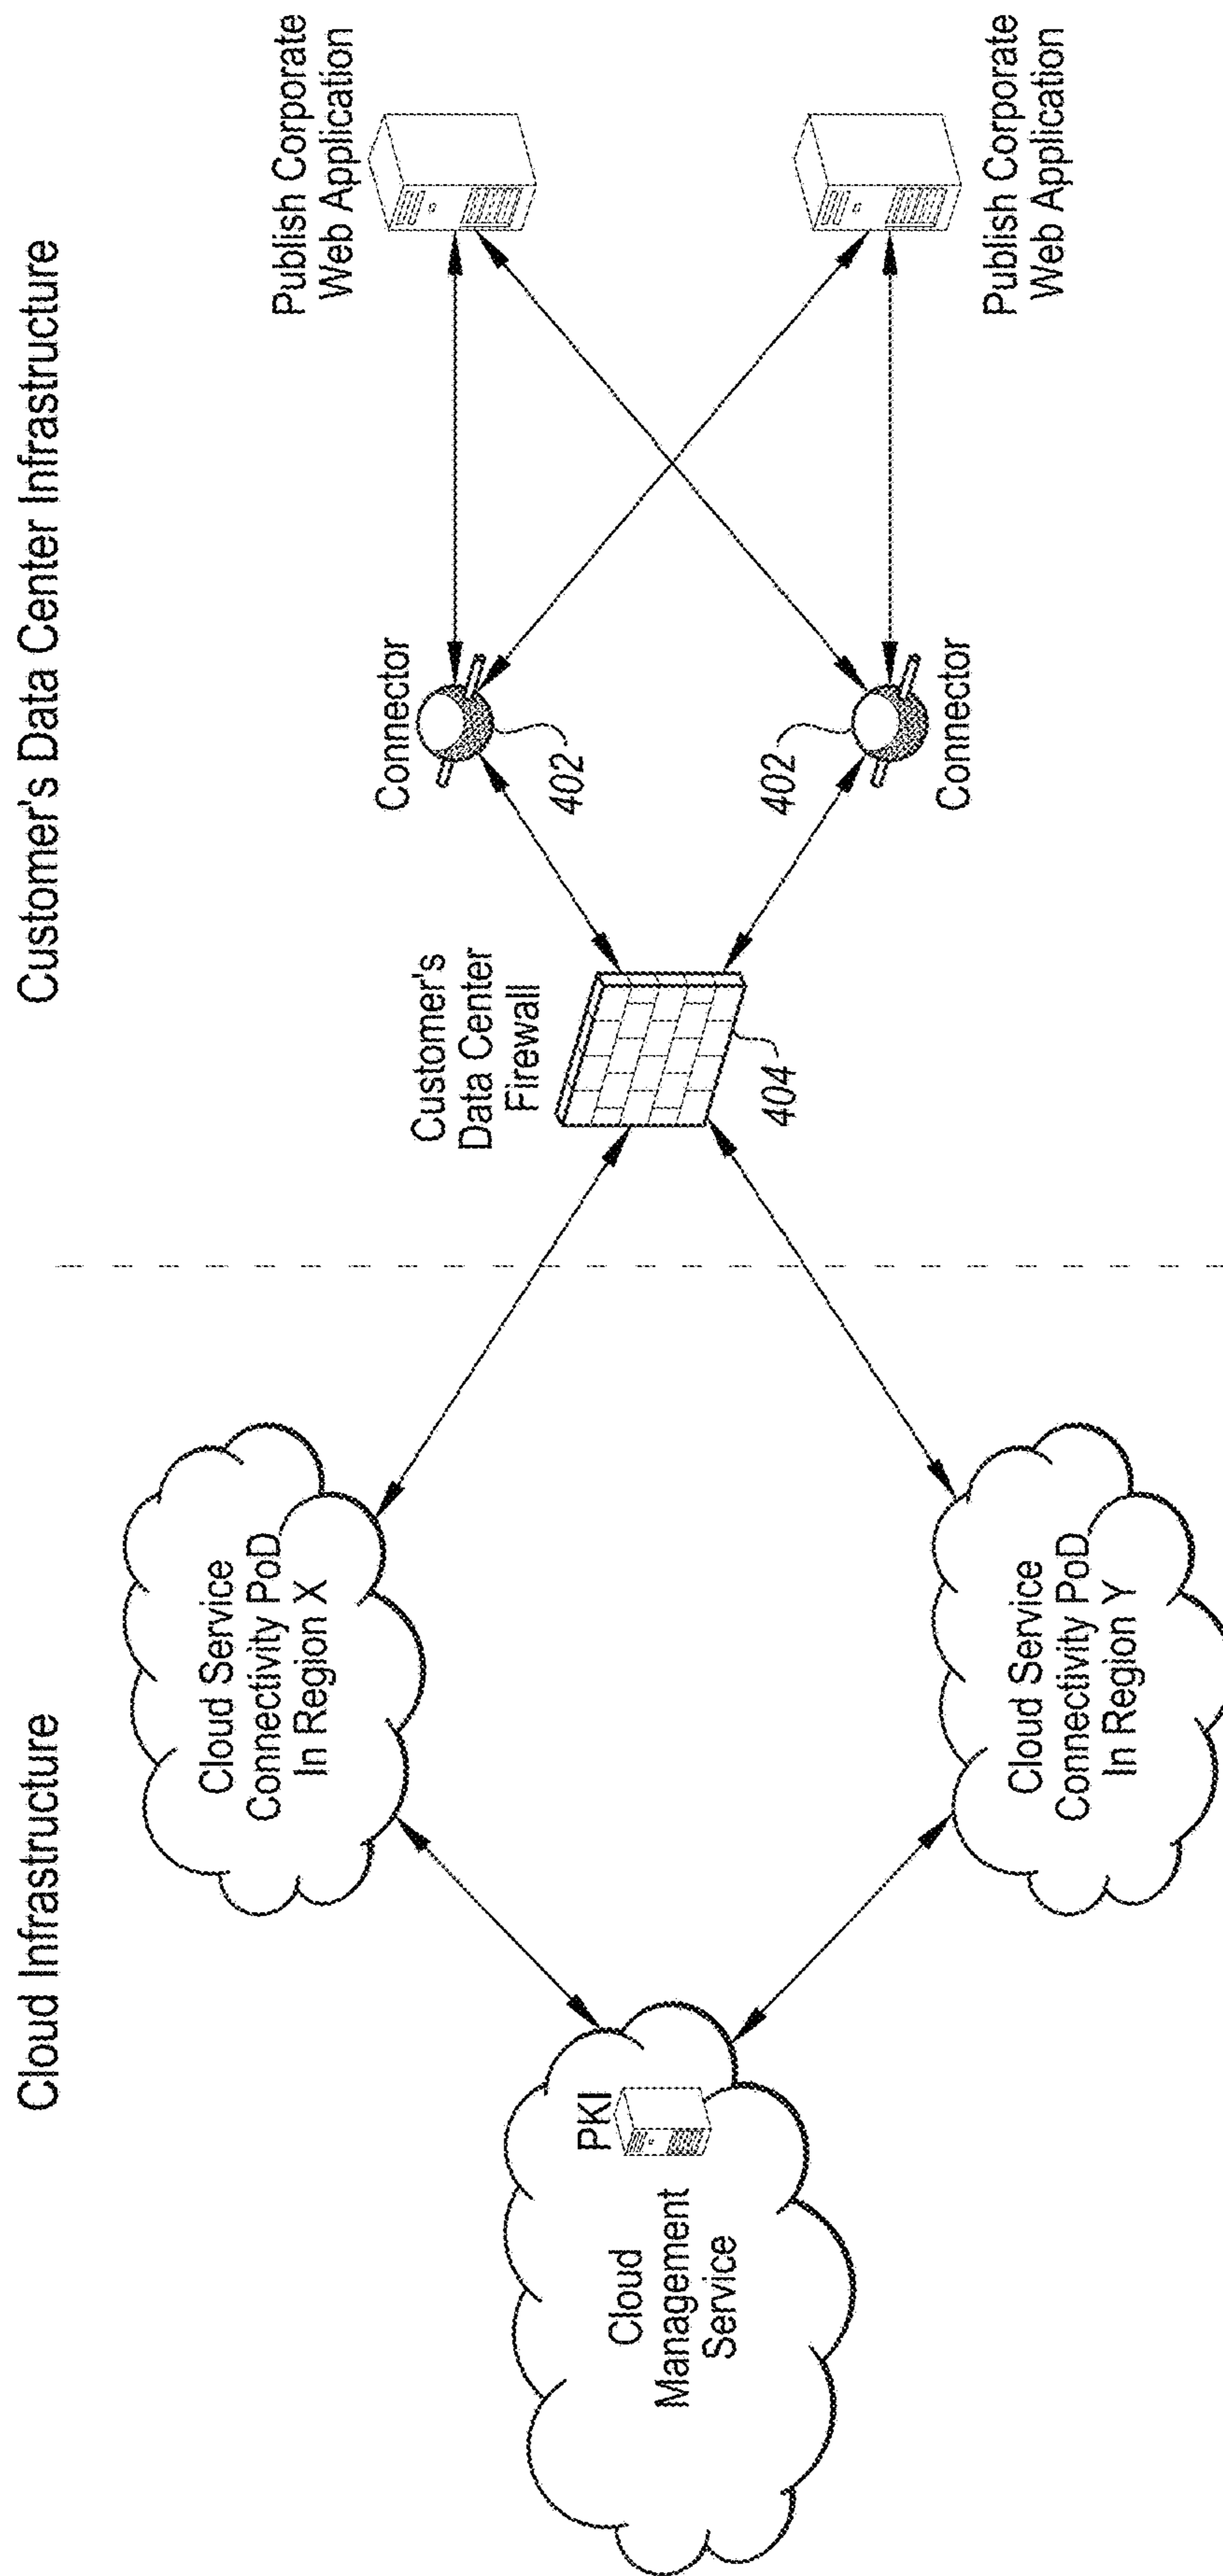 Cloud Infrastructure
Customer's Data Center Infrastructure
Cloud Service
Connectivity PoD
In Region X
Customer's
Data Center
Firewall
404
Connector
402
Publish Corporate
Web Application
PKI
Cloud
Management
Service
Cloud Service
Connectivity PoD
In Region Y
402
Connector
Publish Corporate
Web Application